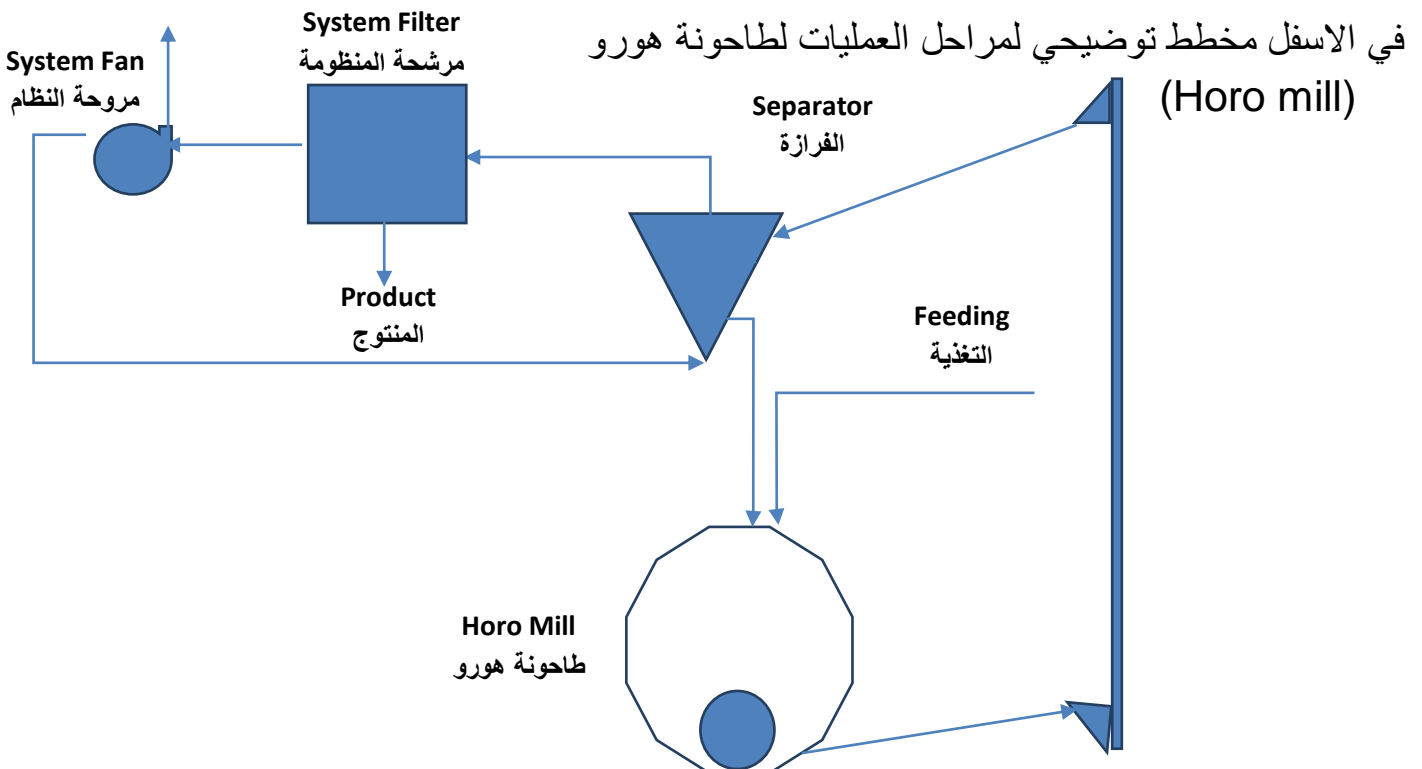 في الاسفل مخطط توضيحي لمراحل العمليات لطاحونة هورو
(Horo mill)
System Filter
مرشحة المنظومة
System Fan
مروحة النظام
Separator
الفرازة
Product
المنتوج
Feeding
التغذية
Horo Mill
طاحونة هورو